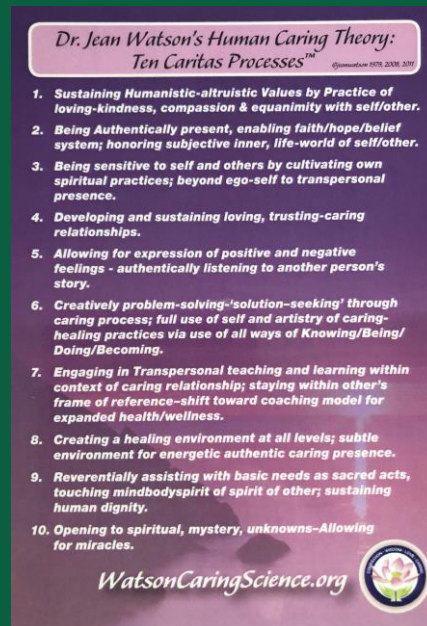 Dr. Jean Watson's Human Caring Theory:
Ten Caritas Processes™
©jeanwatson 1979, 2008, 2011
1. Sustaining Humanistic-altruistic Values by Practice of
loving-kindness, compassion & equanimity with self/other.
2. Being Authentically present, enabling faith/hope/belief
system; honoring subjective inner, life-world of self/other.
3. Being sensitive to self and others by cultivating own
spiritual practices; beyond ego-self to transpersonal
presence.
4. Developing and sustaining loving, trusting-caring
relationships.
5. Allowing for expression of positive and negative
feelings - authentically listening to another person's
story.
6. Creatively problem-solving-'solution-seeking' through
caring process; full use of self and artistry of caring-
healing practices via use of all ways of Knowing/Being/
Doing/Becoming.
7. Engaging in Transpersonal teaching and learning within
context of caring relationship; staying within other's
frame of reference–shift toward coaching model for
expanded health/wellness.
8. Creating a healing environment at all levels; subtle
environment for energetic authentic caring presence.
9. Reverentially assisting with basic needs as sacred acts,
touching mindbodyspirit of spirit of other; sustaining
human dignity.
10. Opening to spiritual, mystery, unknowns–Allowing
for miracles.
WatsonCaringScience.org